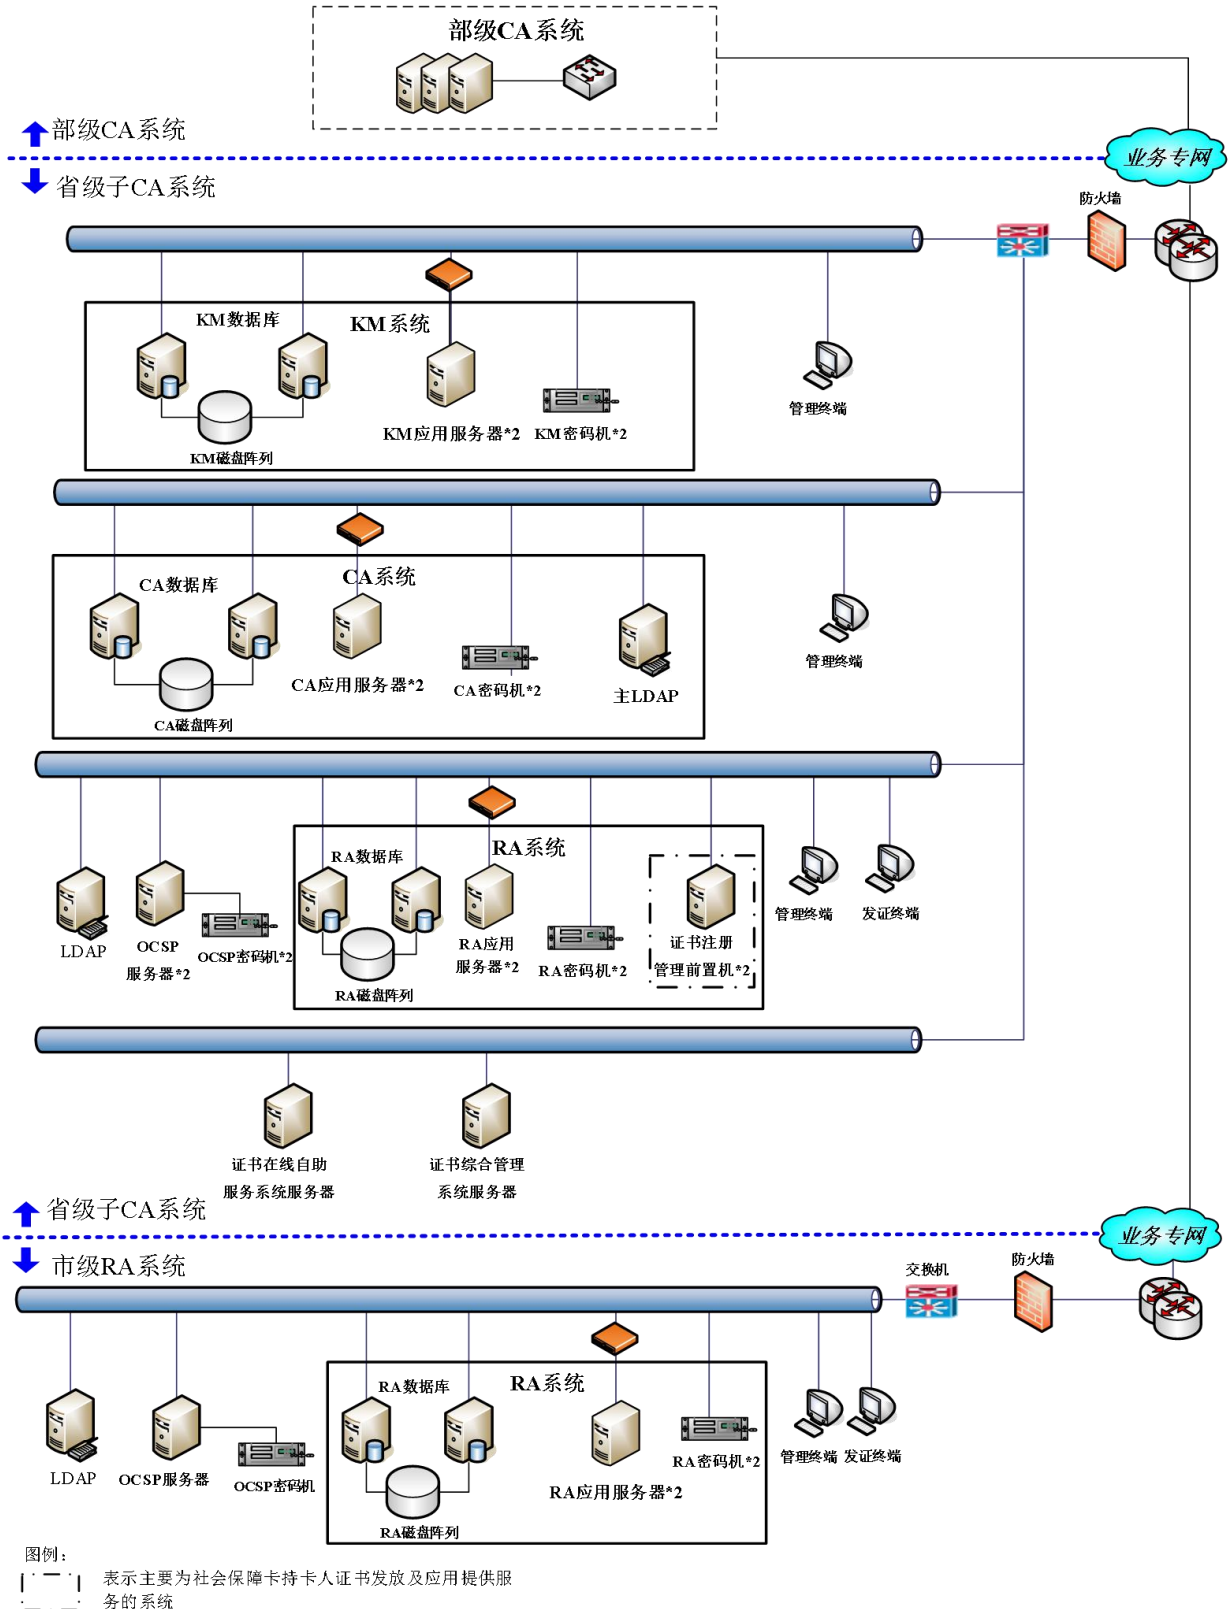 部级CA系统
部级CA系统
业务专网
省级子CA系统
防火墙
KM数据库
KM系统
管理终端
KM应用服务器*2
KM密码机*2
KM磁盘阵列
CA系统
CA数据库
管理终端
CA应用服务器*2
CA密码机*2
主LDAP
CA磁盘阵列
RA系统
RA数据库
管理终端
发证终端
LDAP
OCSP
服务器*2
OCSP密码机*2
RA应用
服务器*2
RA密码机*2
证书注册
管理前置机*2
RA磁盘阵列
证书在线自助
服务系统服务器
证书综合管理
系统服务器
省级子CA系统
业务专网
市级RA系统
交换机
防火墙
RA系统
RA数据库
管理终端
发证终端
LDAP
OCSP服务器
OCSP密码机
RA应用服务器*2
RA密码机*2
RA磁盘阵列
图例：
表示主要为社会保障卡持卡人证书发放及应用提供服
务的系统